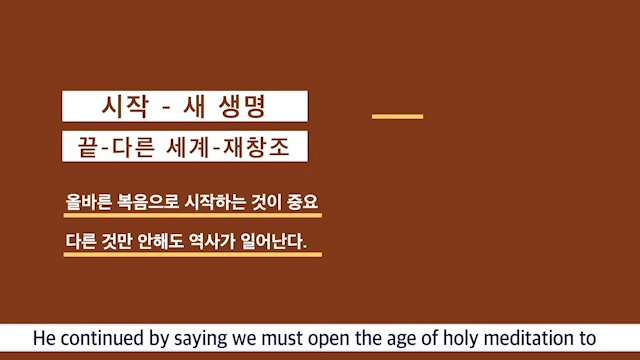 시작 - 새 생명
끝-다른 세계-재창조
올바른 복음으로 시작하는 것이 중요
다른 것만 안해도 역사가 일어난다.
He continued by saying we must open the age of holy meditation to